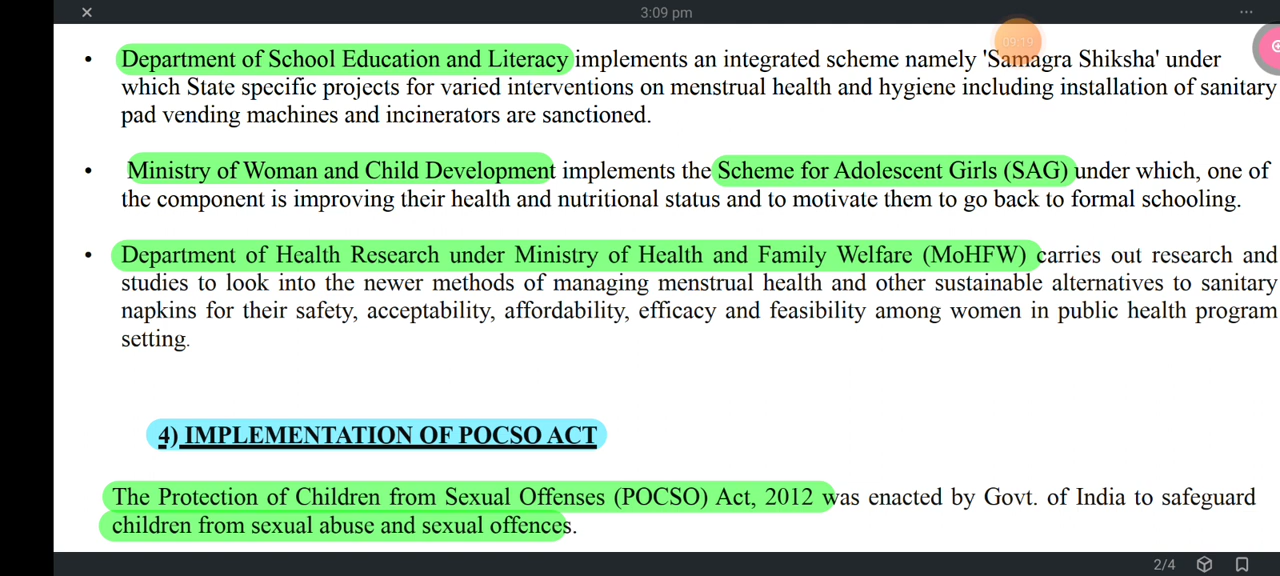 3:09 pm
09:19
• Department of School Education and Literacy implements an integrated scheme namely 'Samagra Shiksha' under
which State specific projects for varied interventions on menstrual health and hygiene including installation of sanitary
pad vending machines and incinerators are sanctioned.
• Ministry of Woman and Child Development implements the Scheme for Adolescent Girls (SAG) under which, one of
the component is improving their health and nutritional status and to motivate them to go back to formal schooling.
• Department of Health Research under Ministry of Health and Family Welfare (MoHFW) carries out research and
studies to look into the newer methods of managing menstrual health and other sustainable alternatives to sanitary
napkins for their safety, acceptability, affordability, efficacy and feasibility among women in public health program
setting.
4) IMPLEMENTATION OF POCSO ACT
The Protection of Children from Sexual Offenses (POCSO) Act, 2012 was enacted by Govt. of India to safeguard
children from sexual abuse and sexual offences.
2/4